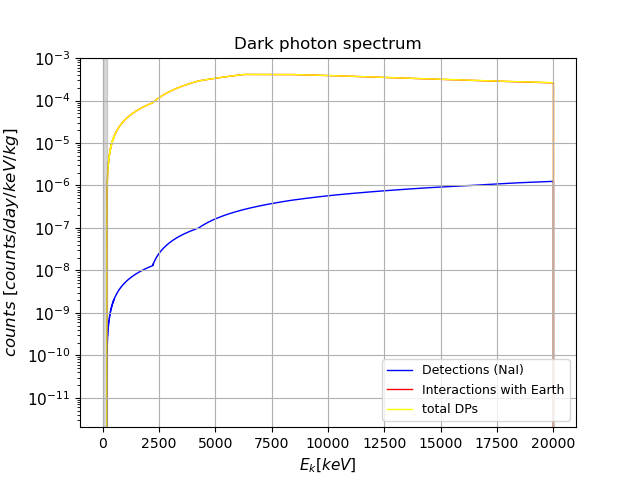 Dark photon spectrum
counts [counts/day/keV/kg]
10⁻³
10⁻⁴
10⁻⁵
10⁻⁶
10⁻⁷
10⁻⁸
10⁻⁹
10⁻¹⁰
10⁻¹¹
Detections (NaI)
Interactions with Earth
total DPs
0 2500 5000 7500 10000 12500 15000 17500 20000
Eₖ[keV]